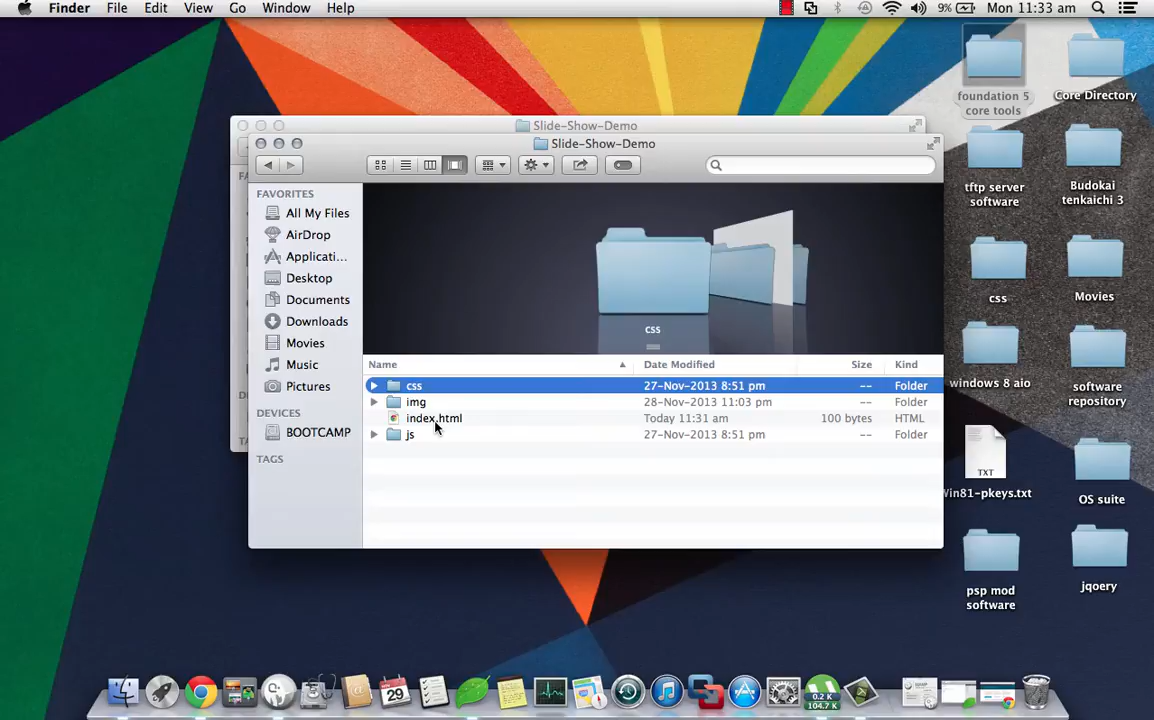 Finder File Edit View Go Window Help 9% Mon 11:33 am
Slide-Show-Demo
Slide-Show-Demo
FAVORITES
All My Files
AirDrop
Applicati...
Desktop
Documents
Downloads
Movies
Music
Pictures
DEVICES
BOOTCAMP
TAGS
css
Name Date Modified Size Kind
css 27-Nov-2013 8:51 pm -- Folder
img 28-Nov-2013 11:03 pm -- Folder
index.html Today 11:31 am 100 bytes HTML
js 27-Nov-2013 8:51 pm -- Folder
foundation 5
core tools
Core Directory
tftp server
software
Budokai
tenkaichi 3
css
Movies
windows 8 aio
software
repository
TXT
Win81-pkeys.txt
OS suite
psp mod
software
jqoery
29
0.2 K
104.7 K